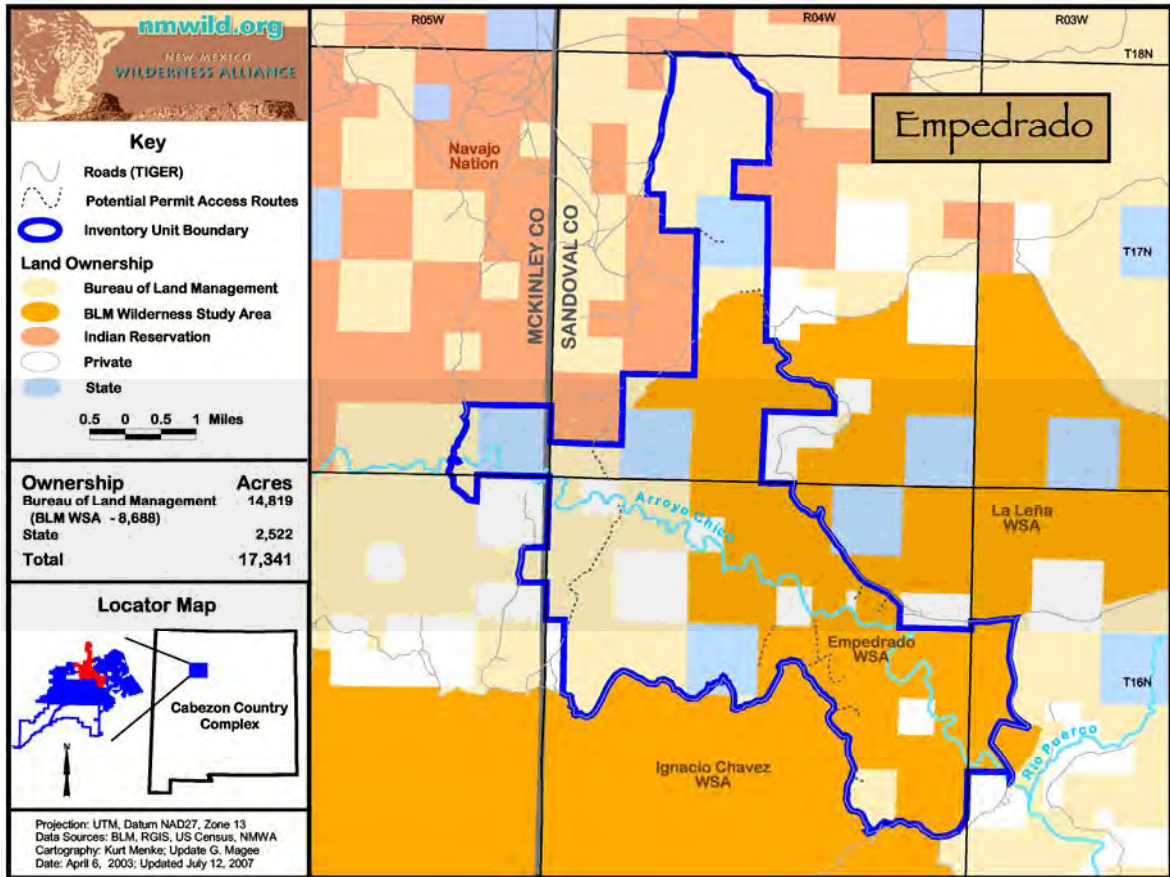 nmwild.org
NEW MEXICO
WILDERNESS ALLIANCE
Key
Roads (TIGER)
Potential Permit Access Routes
Inventory Unit Boundary
Land Ownership
Bureau of Land Management
BLM Wilderness Study Area
Indian Reservation
Private
State
0.5 0 0.5 1 Miles
Ownership Acres
Bureau of Land Management 14,819
(BLM WSA - 8,688)
State 2,522
Total 17,341
Locator Map
Cabezon Country
Complex
N
Projection: UTM, Datum NAD27, Zone 13
Data Sources: BLM, RGIS, US Census, NMWA
Cartography: Kurt Menke; Update G. Magee
Date: April 6, 2003; Updated July 12, 2007
R05W
R04W
R03W
T18N
Empedrado
Navajo
Nation
MCKINLEY CO
SANDOVAL CO
T17N
Arroyo Chico
La Leña
WSA
Empedrado
WSA
T16N
Rio Puerco
Ignacio Chavez
WSA